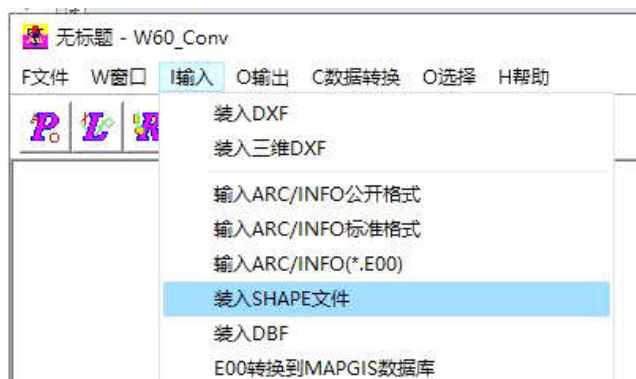 无标题 - W60_Conv
F文件 W窗口 I输入 O输出 C数据转换 O选择 H帮助
P L R
装入DXF
装入三维DXF
输入ARC/INFO公开格式
输入ARC/INFO标准格式
输入ARC/INFO(*.E00)
装入SHAPE文件
装入DBF
E00转换到MAPGIS数据库